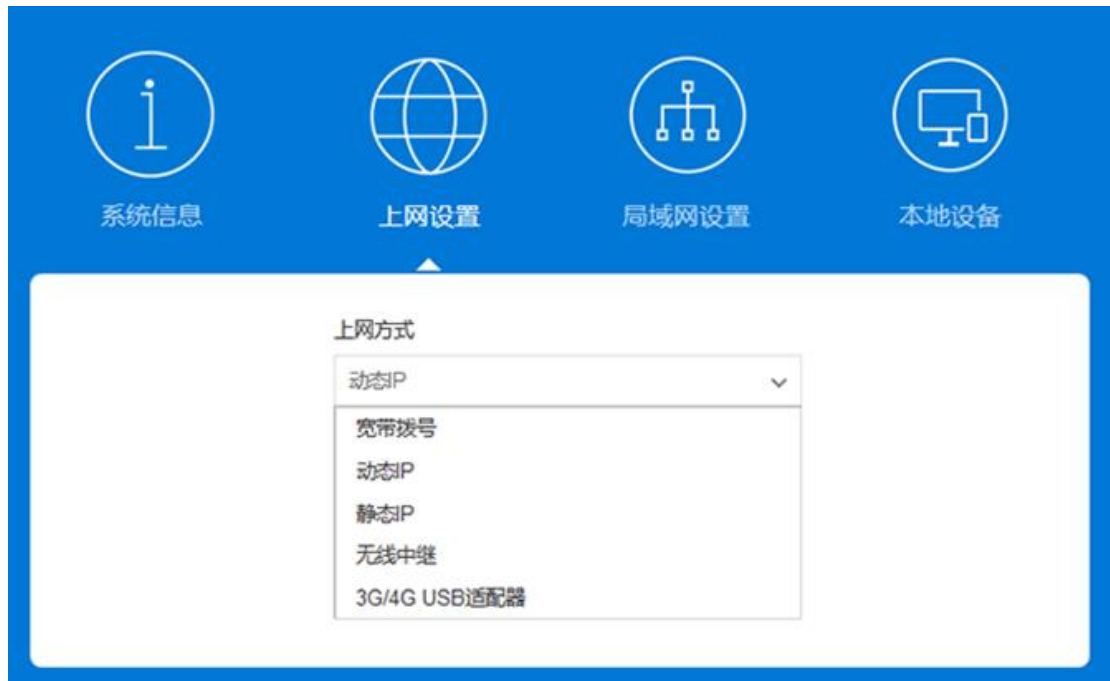 系统信息
上网设置
局域网设置
本地设备
上网方式
动态IP
宽带拨号
动态IP
静态IP
无线中继
3G/4G USB适配器